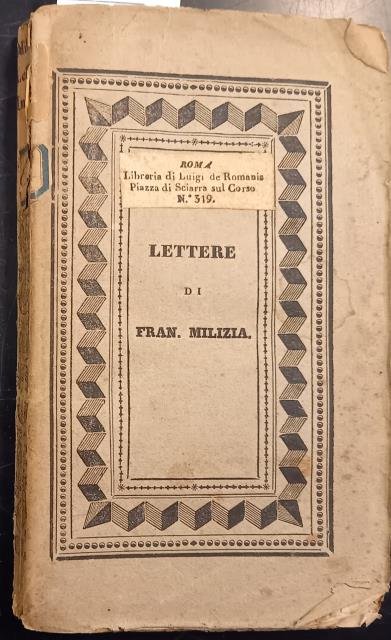 ROMA
Libreria di Luigi de Romanis
Piazza di Sciarra sul Corso
N.° 319.
LETTERE
DI
FRAN. MILIZIA.